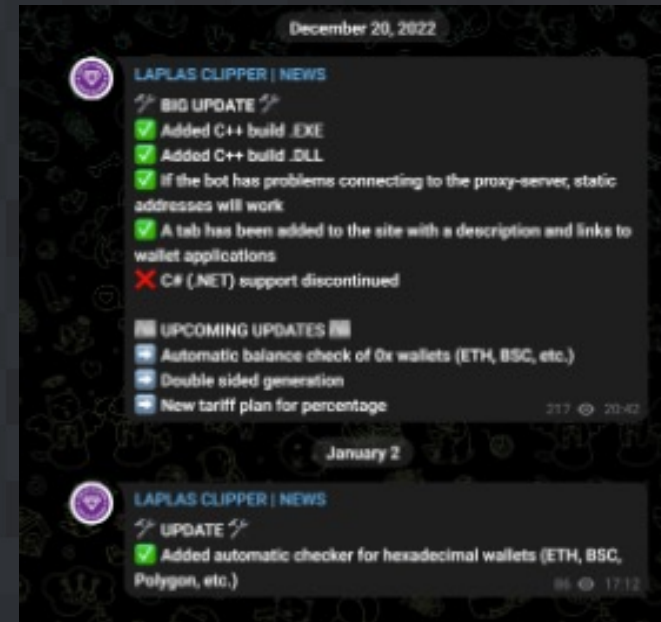 December 20, 2022
LAPLAS CLIPPER | NEWS
🛠 BIG UPDATE 🛠
✅ Added C++ build .EXE
✅ Added C++ build .DLL
✅ If the bot has problems connecting to the proxy-server, static
addresses will work
✅ A tab has been added to the site with a description and links to
wallet applications
❌ C# (.NET) support discontinued
UPCOMING UPDATES
➡️ Automatic balance check of 0x wallets (ETH, BSC, etc.)
➡️ Double sided generation
➡️ New tariff plan for percentage
217 20:42
January 2
LAPLAS CLIPPER | NEWS
🛠 UPDATE 🛠
✅ Added automatic checker for hexadecimal wallets (ETH, BSC,
Polygon, etc.)
86 17:12